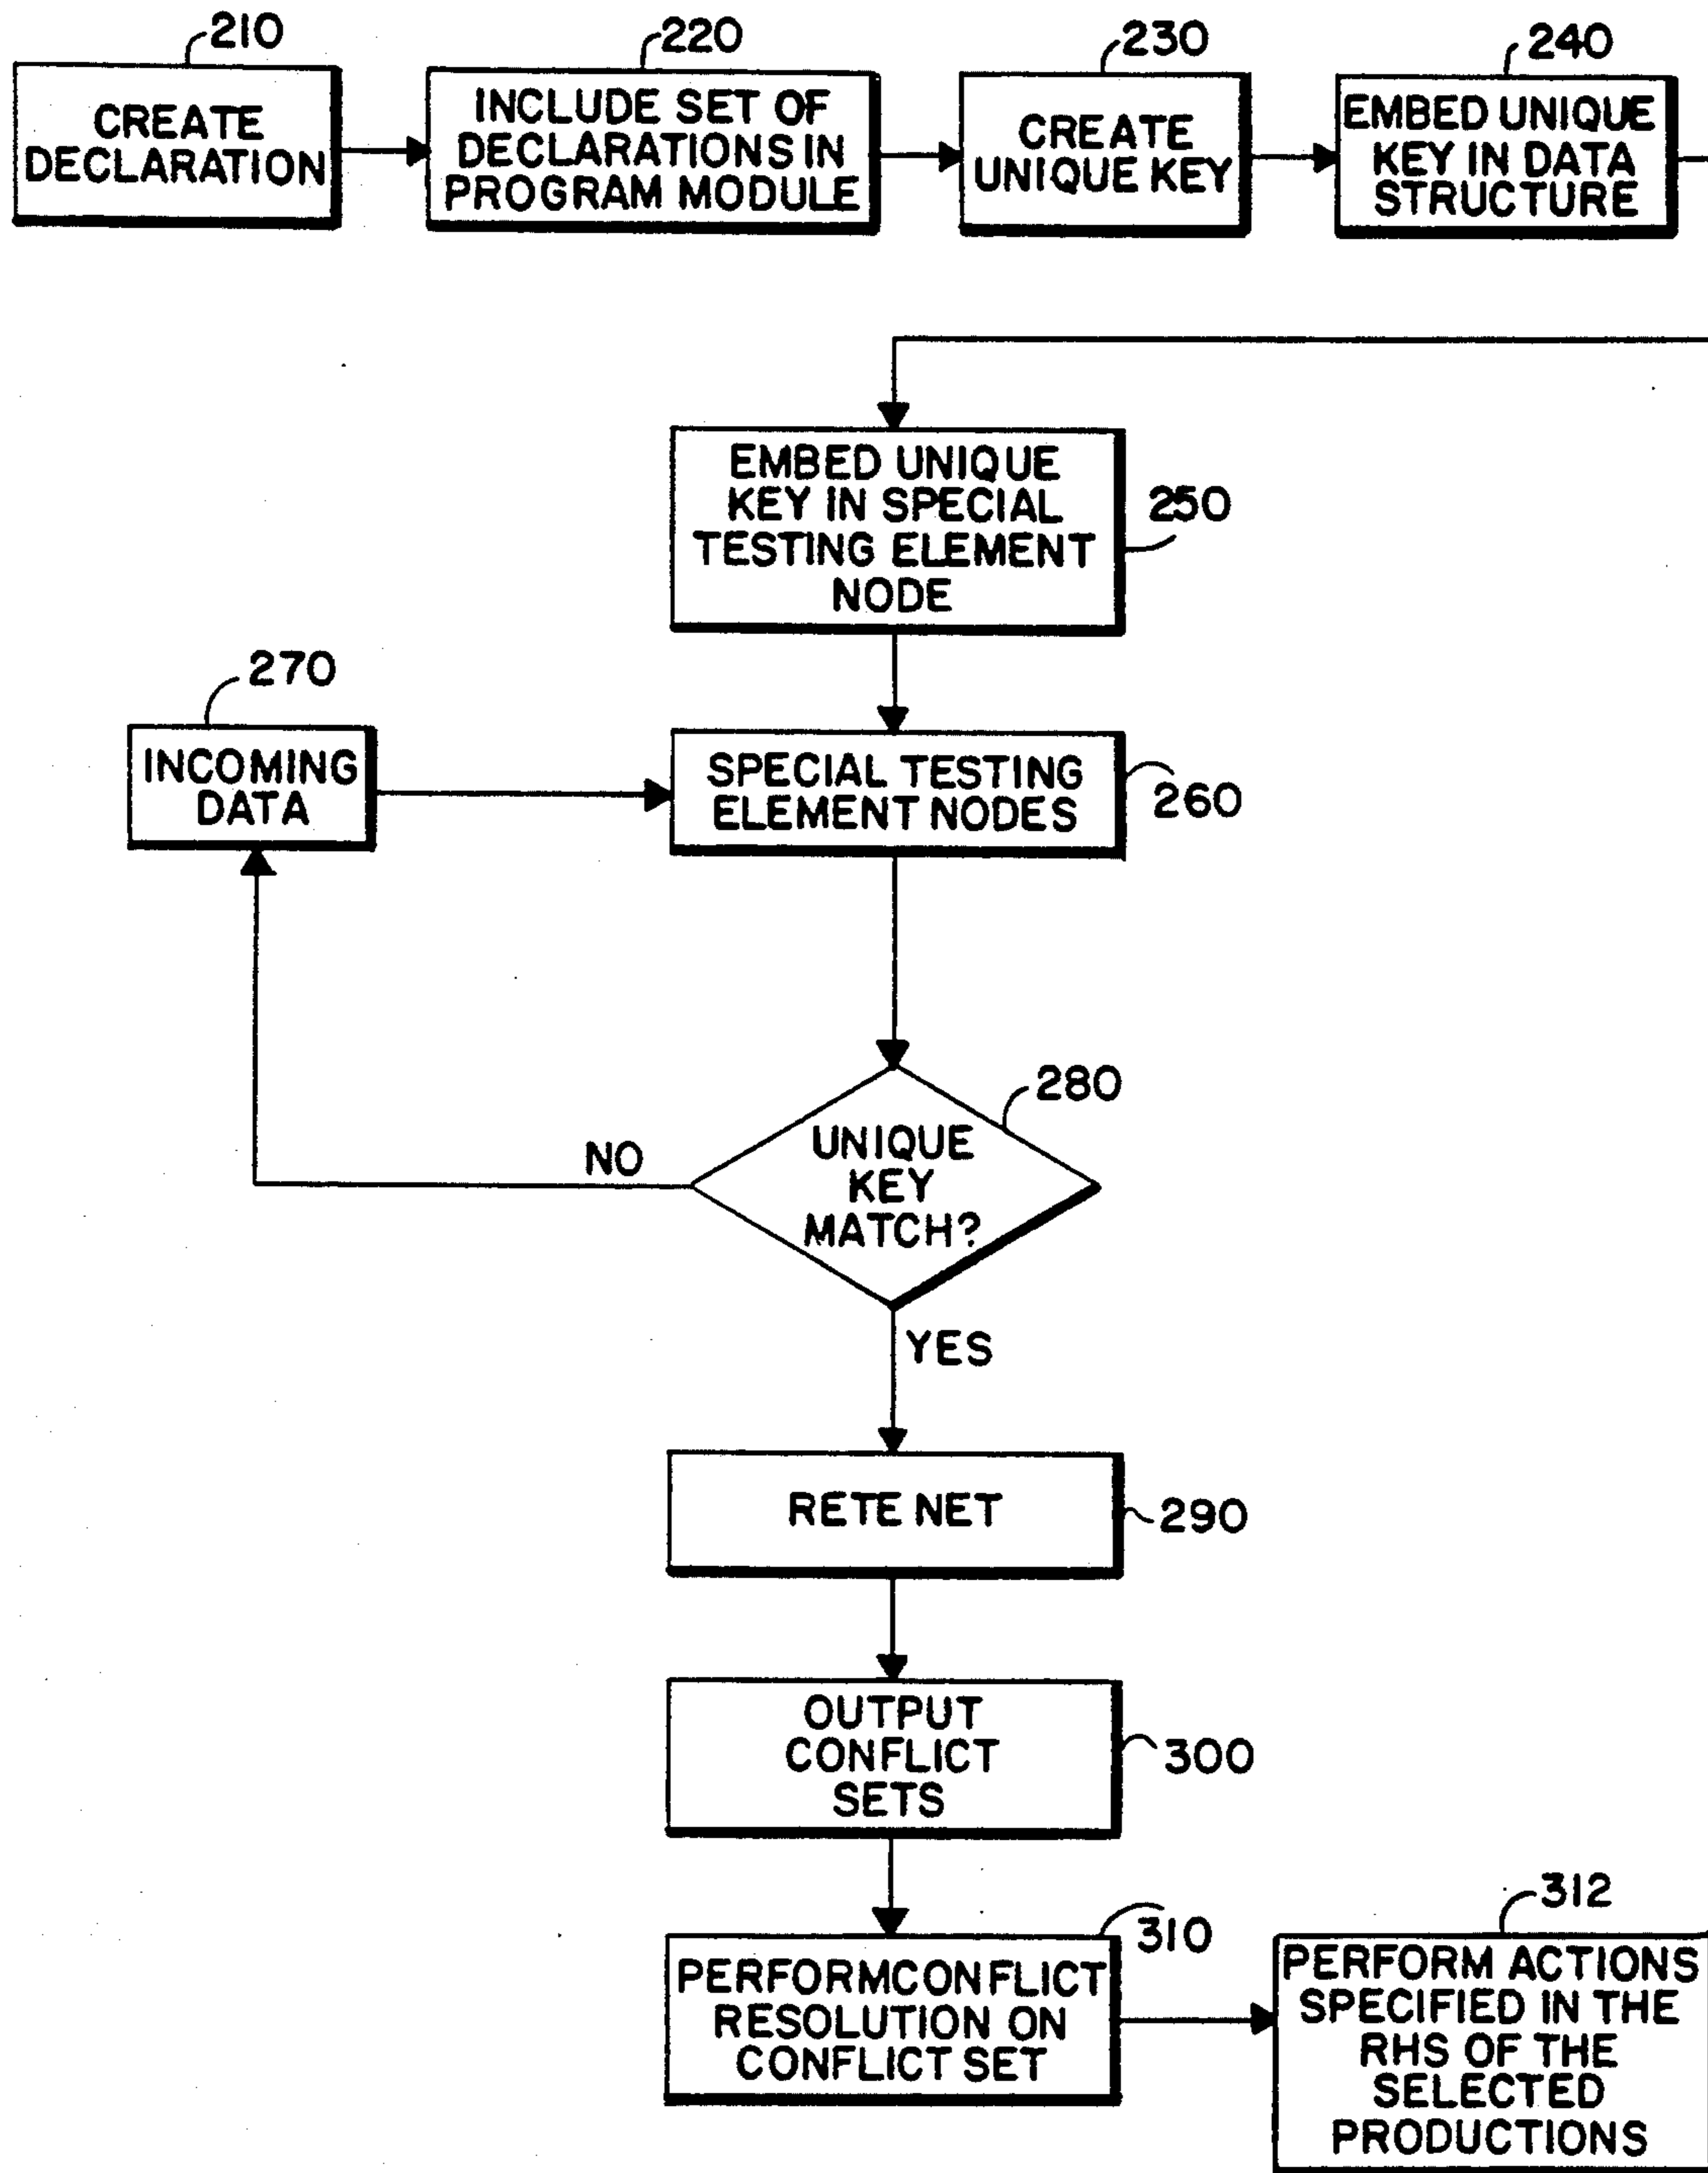 210
CREATE
DECLARATION
220
INCLUDE SET OF
DECLARATIONS IN
PROGRAM MODULE
230
CREATE
UNIQUE KEY
240
EMBED UNIQUE
KEY IN DATA
STRUCTURE
EMBED UNIQUE
KEY IN SPECIAL
TESTING ELEMENT
NODE
250
270
INCOMING
DATA
SPECIAL TESTING
ELEMENT NODES
260
280
UNIQUE
KEY
MATCH?
NO
YES
RETE NET
290
OUTPUT
CONFLICT
SETS
300
310
PERFORMCONFLICT
RESOLUTION ON
CONFLICT SET
312
PERFORM ACTIONS
SPECIFIED IN THE
RHS OF THE
SELECTED
PRODUCTIONS